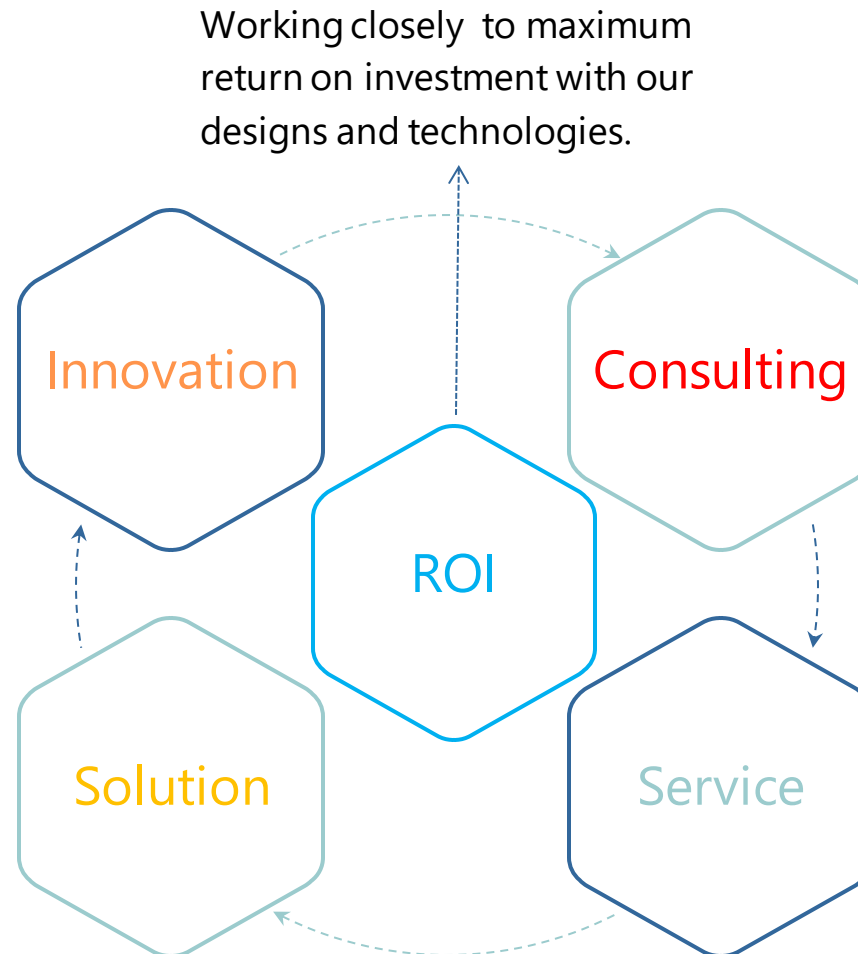 Working closely to maximum
return on investment with our
designs and technologies.
Innovation
Consulting
ROI
Solution
Service